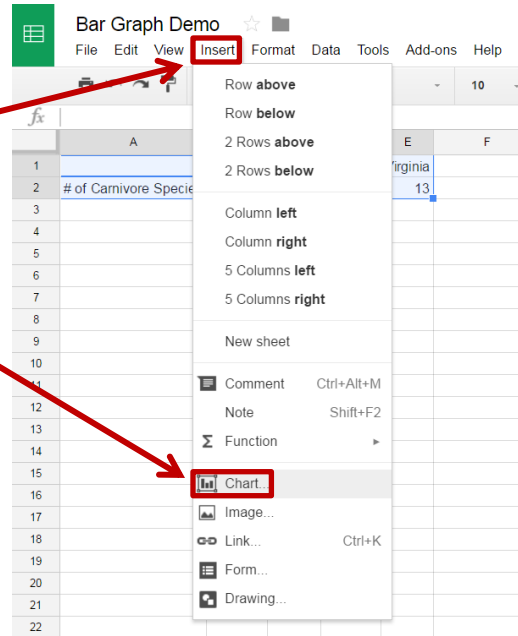 Bar Graph Demo
File Edit View Insert Format Data Tools Add-ons Help
10
fx
A E F
1
2 # of Carnivore Specie 13
3
4
5
6
7
8
9
10
11
12
13
14
15
16
17
18
19
20
21
22
Row above
Row below
2 Rows above
2 Rows below
Column left
Column right
5 Columns left
5 Columns right
New sheet
Comment Ctrl+Alt+M
Note Shift+F2
Σ Function
Chart...
Image...
Link... Ctrl+K
Form...
Drawing...